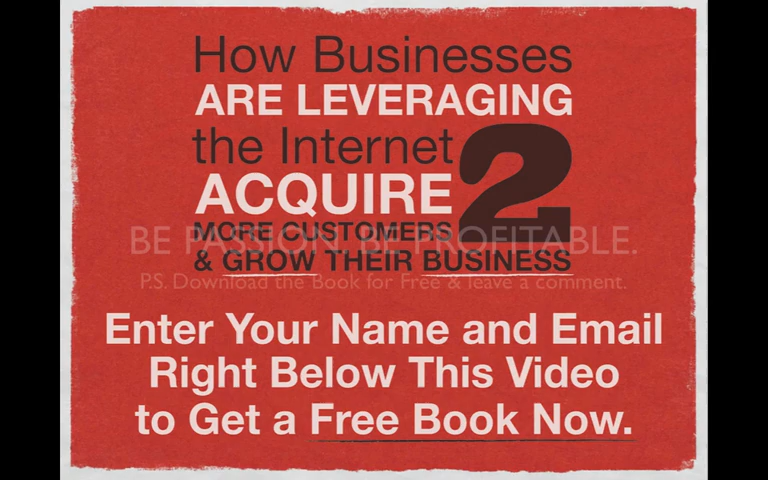 How Businesses
ARE LEVERAGING
the Internet 2
ACQUIRE
MORE CUSTOMERS
BE PASSION. BE PROFITABLE.
& GROW THEIR BUSINESS
P.S. Download the Book for Free & leave a comment.
Enter Your Name and Email
Right Below This Video
to Get a Free Book Now.